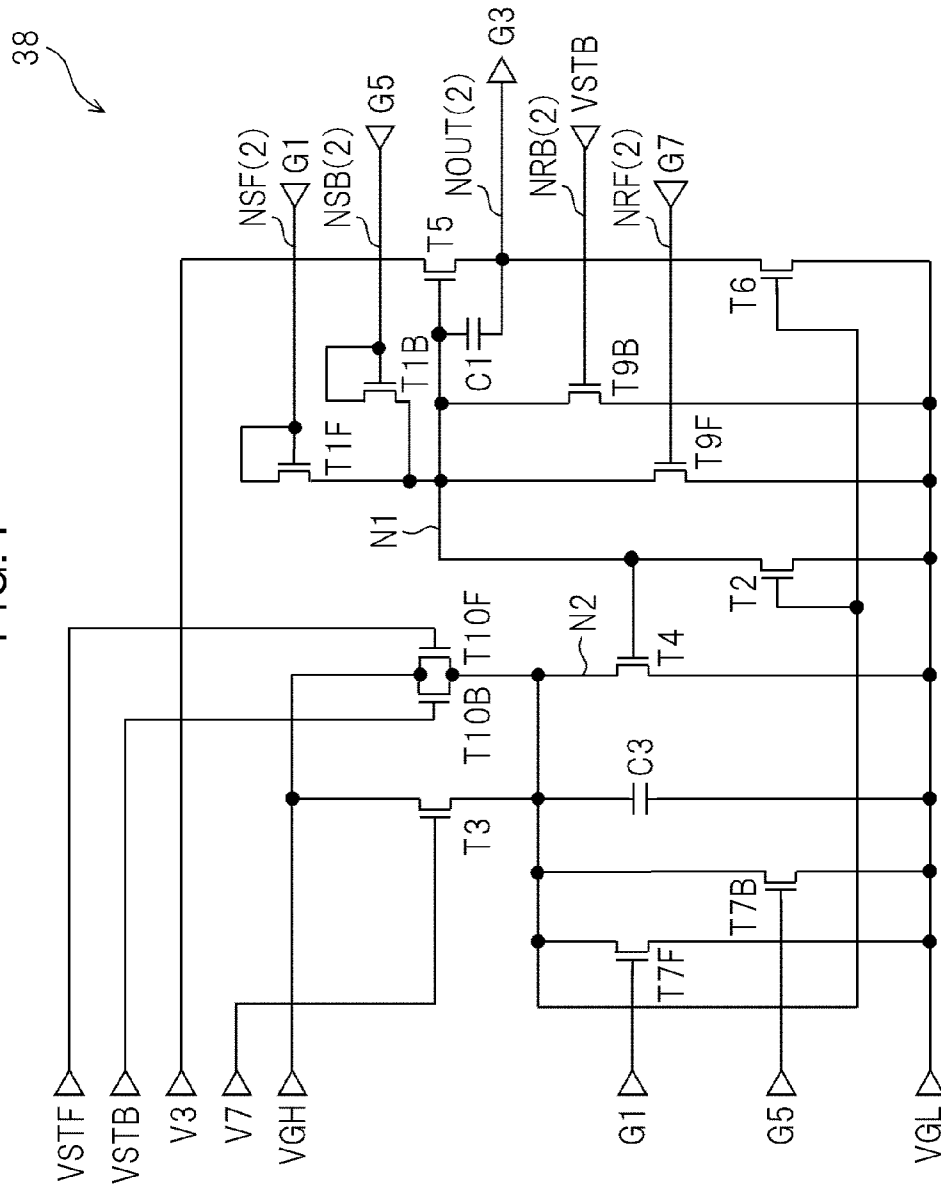 38
FIG. 7
VSTF
VSTB
V3
V7
VGH
G1
G5
VGL
NSF(2)
G1
NSB(2)
G5
NOUT(2)
G3
NRB(2)
VSTB
NRF(2)
G7
T1F
T1B
T5
C1
T9B
T9F
T6
N1
T10F
T10B
N2
T4
T2
T3
C3
T7B
T7F